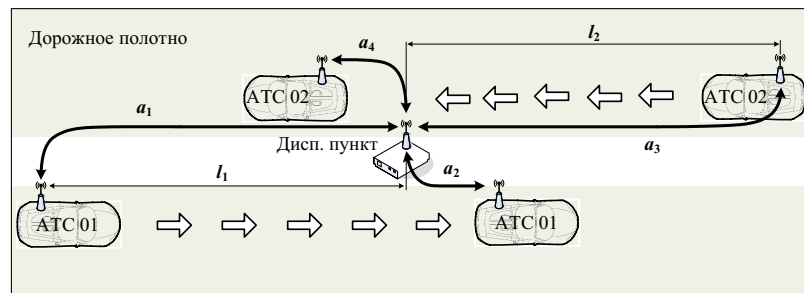 Дорожное полотно
a4
l2
АТС 02
АТС 02
a1
Дисп. пункт
a3
l1
a2
АТС 01
АТС 01